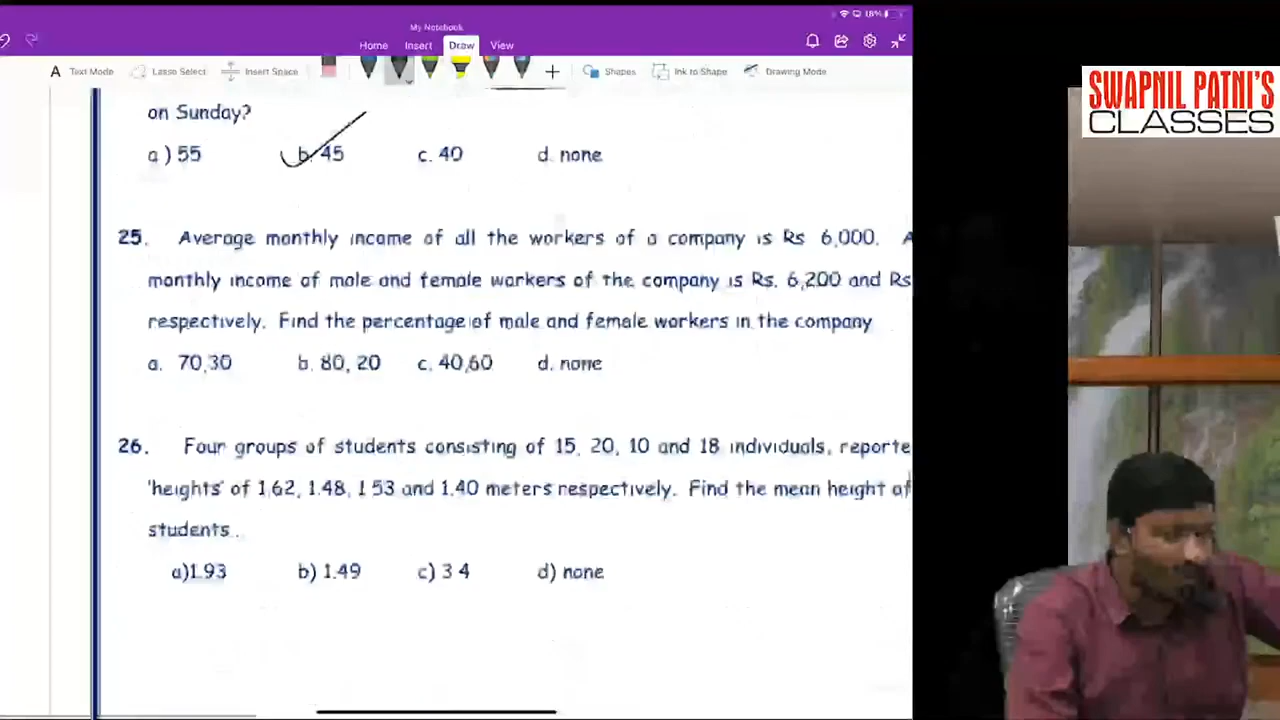 18%
My Notebook
Home Insert Draw View
A Text Mode Lasso Select Insert Space Shapes Ink to Shape Drawing Mode
SWAPNIL PATNI'S
CLASSES
on Sunday?
a ) 55 b. 45 c. 40 d. none
25. Average monthly income of all the workers of a company is Rs 6,000. A
monthly income of male and female workers of the company is Rs. 6,200 and Rs
respectively. Find the percentage of male and female workers in the company
a. 70,30 b. 80, 20 c. 40,60 d. none
26. Four groups of students consisting of 15, 20, 10 and 18 individuals, reporte
'heights' of 1.62, 1.48, 1.53 and 1.40 meters respectively. Find the mean height of
students.
a)1.93 b) 1.49 c) 3.4 d) none